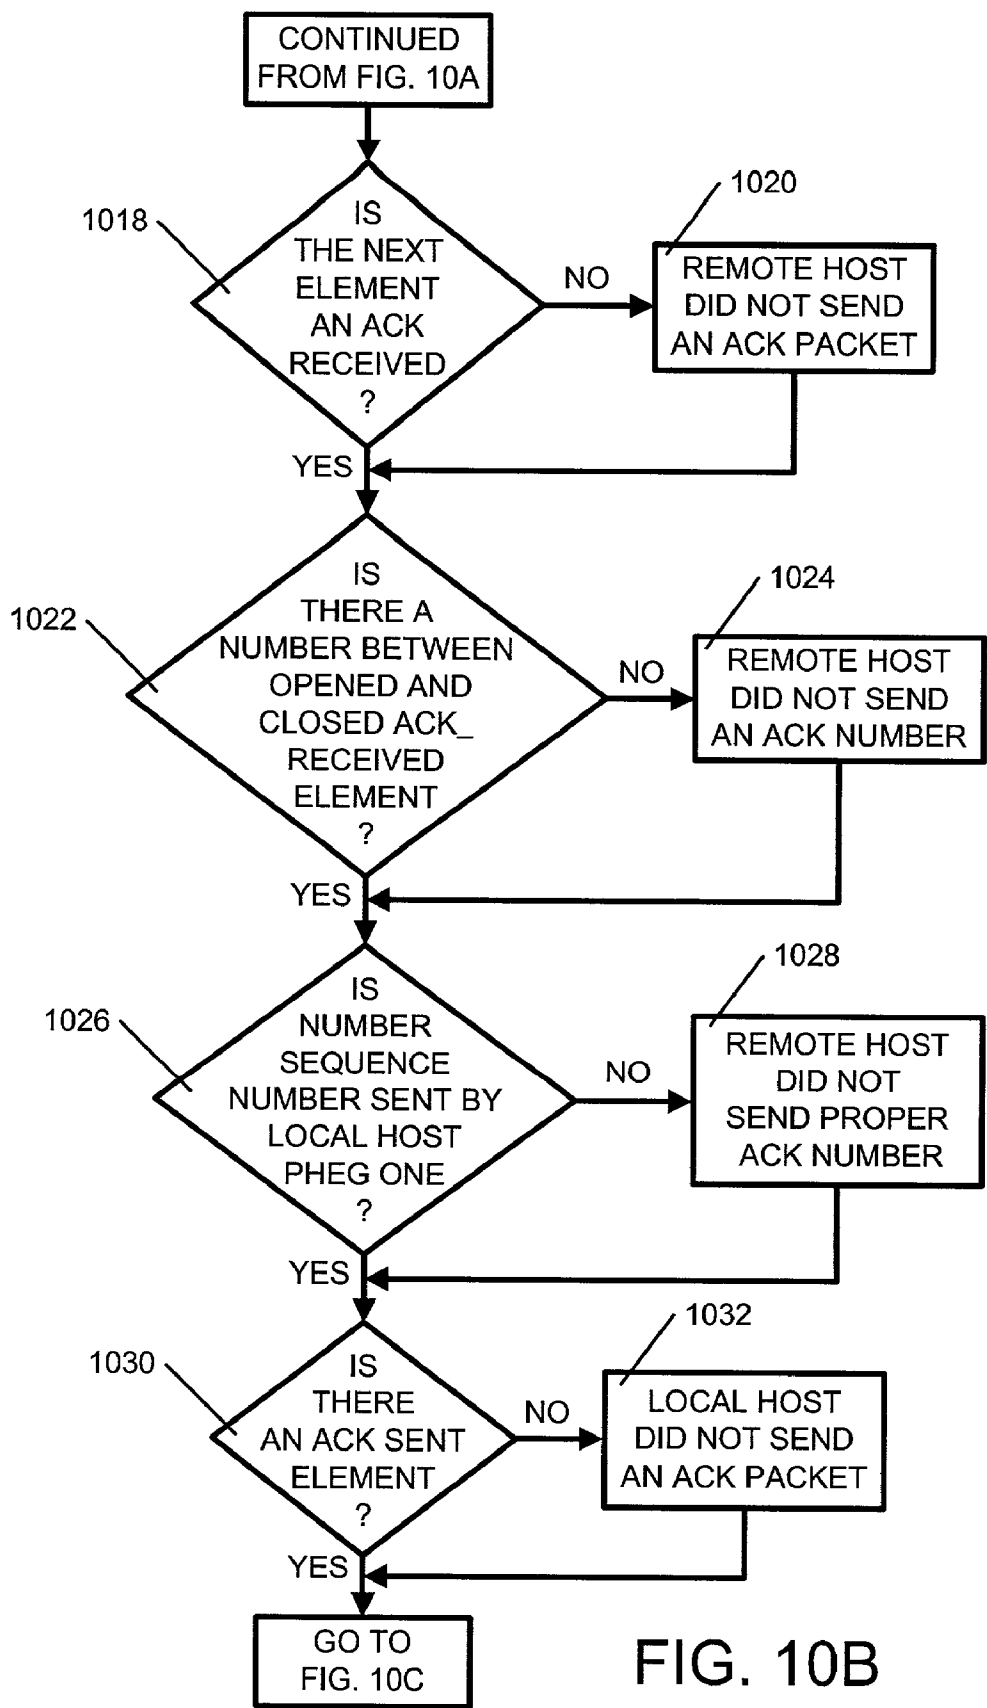 CONTINUED
FROM FIG. 10A
1018
IS
THE NEXT
ELEMENT
AN ACK
RECEIVED
?
NO
1020
REMOTE HOST
DID NOT SEND
AN ACK PACKET
YES
1022
IS
THERE A
NUMBER BETWEEN
OPENED AND
CLOSED ACK_
RECEIVED
ELEMENT
?
NO
1024
REMOTE HOST
DID NOT SEND
AN ACK NUMBER
YES
1026
IS
NUMBER
SEQUENCE
NUMBER SENT BY
LOCAL HOST
PHEG ONE
?
NO
1028
REMOTE HOST
DID NOT
SEND PROPER
ACK NUMBER
YES
1030
IS
THERE
AN ACK SENT
ELEMENT
?
NO
1032
LOCAL HOST
DID NOT SEND
AN ACK PACKET
YES
GO TO
FIG. 10C
FIG. 10B